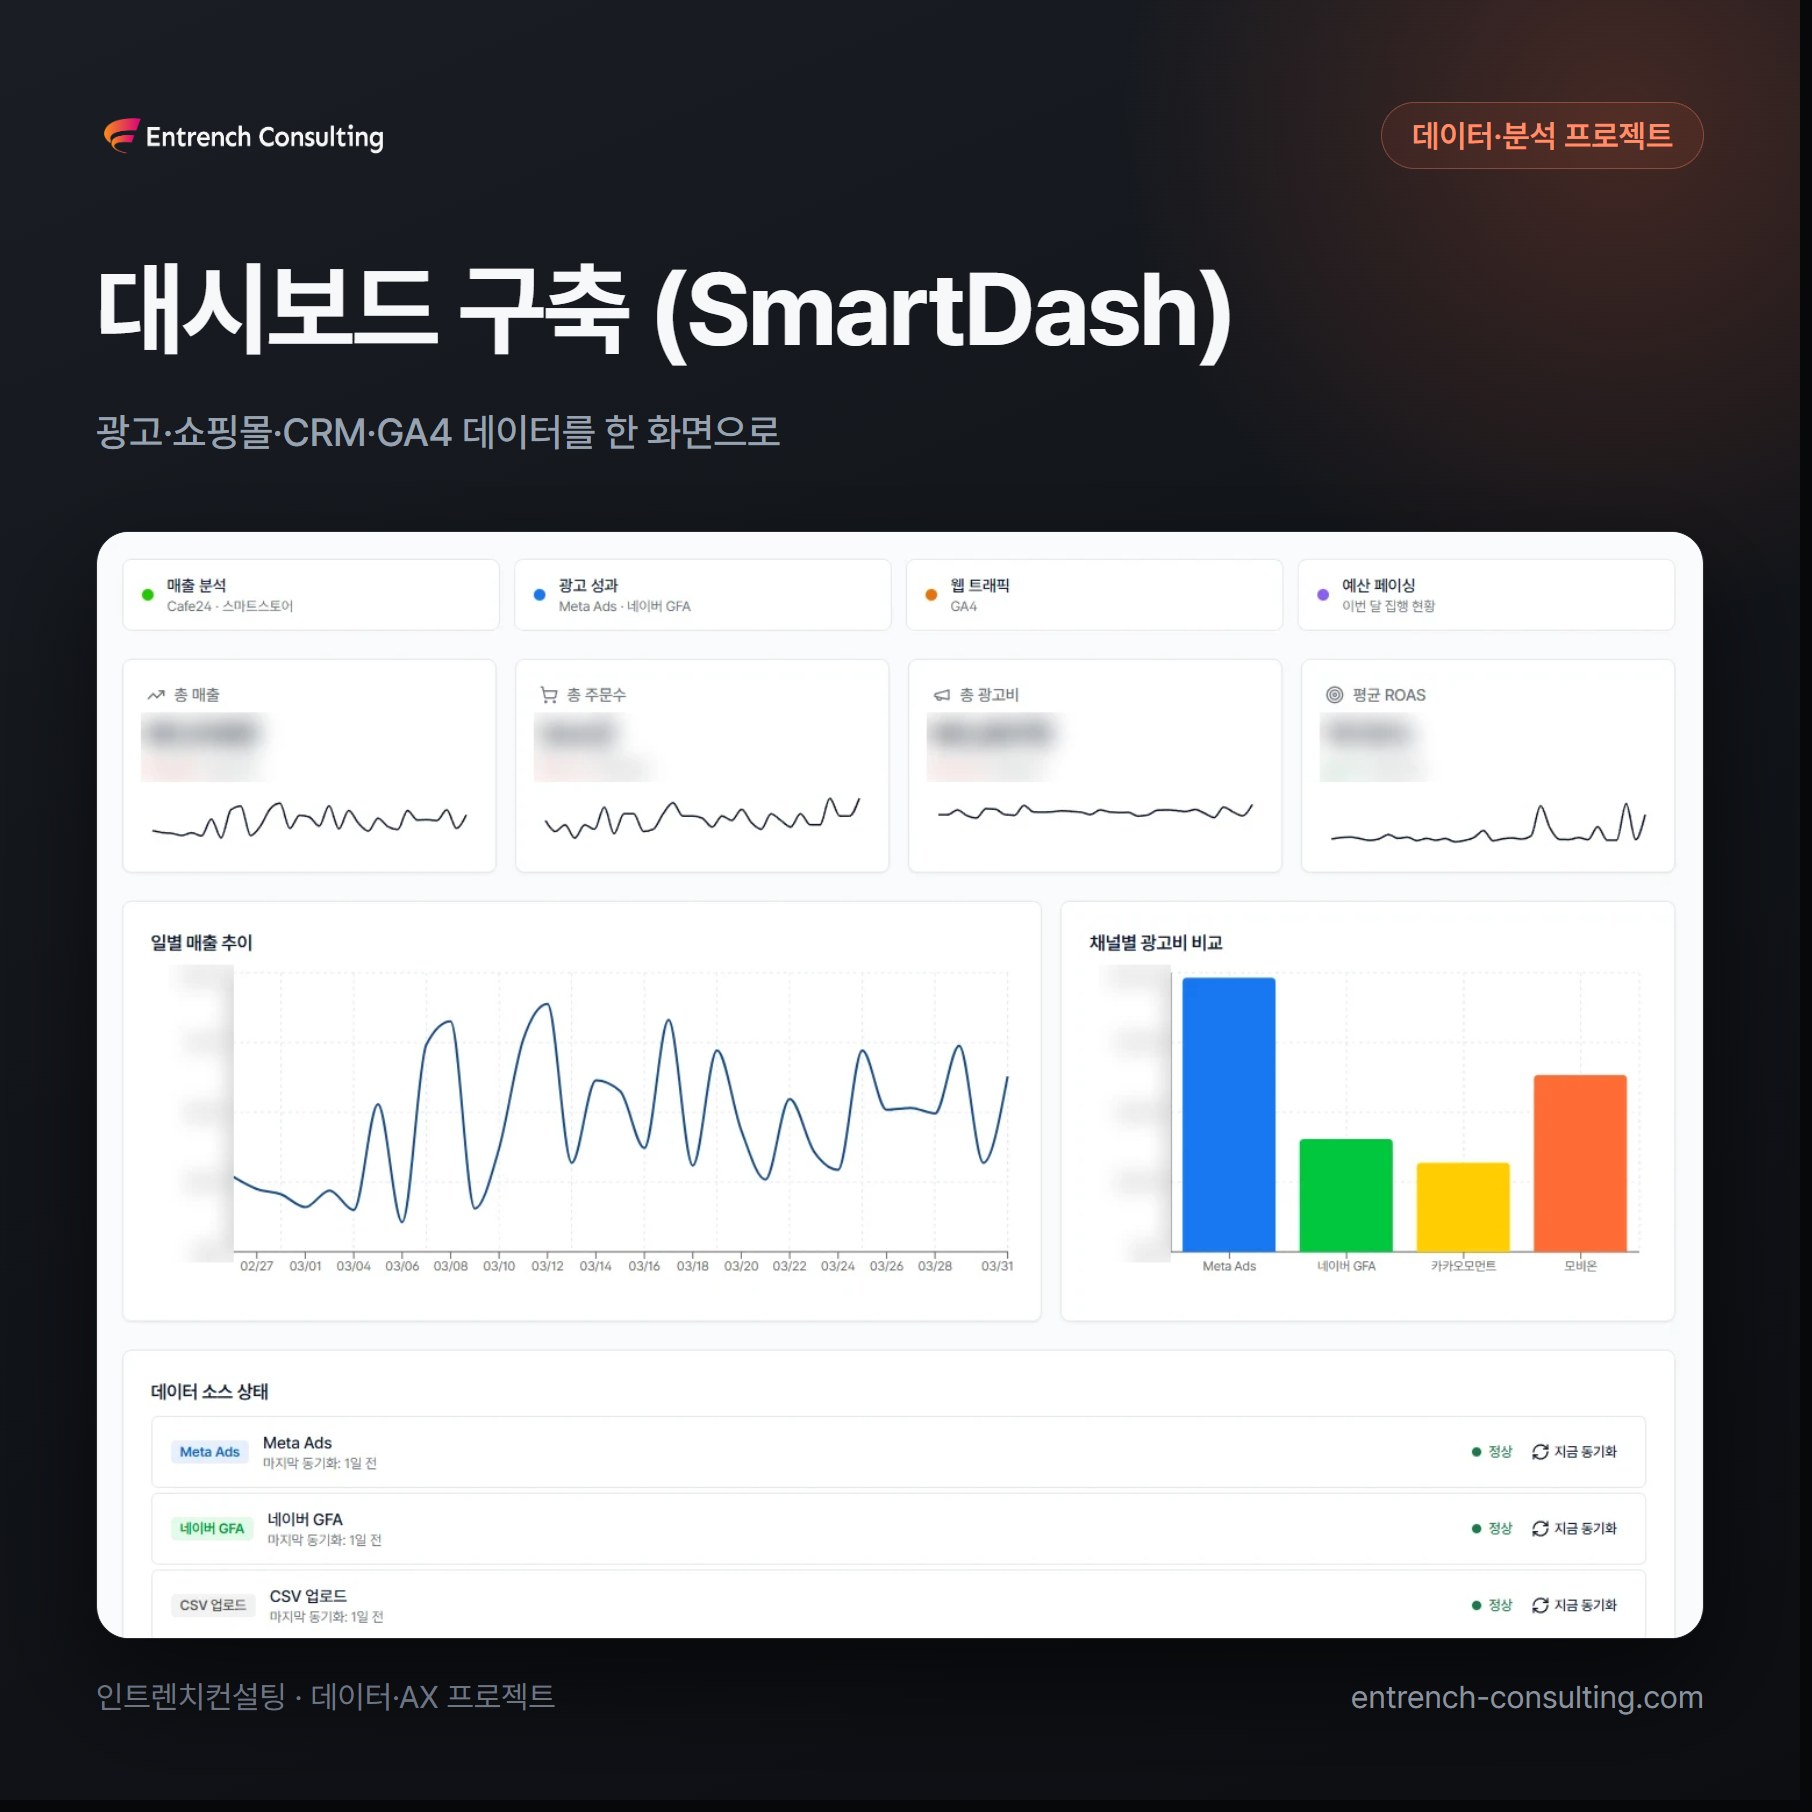 Entrench Consulting
데이터·분석 프로젝트
대시보드 구축 (SmartDash)
광고·쇼핑몰·CRM·GA4 데이터를 한 화면으로
매출 분석
Cafe24 · 스마트스토어
광고 성과
Meta Ads · 네이버 GFA
웹 트래픽
GA4
예산 페이싱
이번 달 집행 현황
총 매출
총 주문수
총 광고비
평균 ROAS
일별 매출 추이
02/27 03/01 03/04 03/06 03/08 03/10 03/12 03/14 03/16 03/18 03/20 03/22 03/24 03/26 03/28 03/31
채널별 광고비 비교
Meta Ads 네이버 GFA 카카오모먼트 모비온
데이터 소스 상태
Meta Ads Meta Ads
마지막 동기화: 1일 전
정상 지금 동기화
네이버 GFA 네이버 GFA
마지막 동기화: 1일 전
정상 지금 동기화
CSV 업로드 CSV 업로드
마지막 동기화: 1일 전
정상 지금 동기화
인트렌치컨설팅 · 데이터·AX 프로젝트
entrench-consulting.com